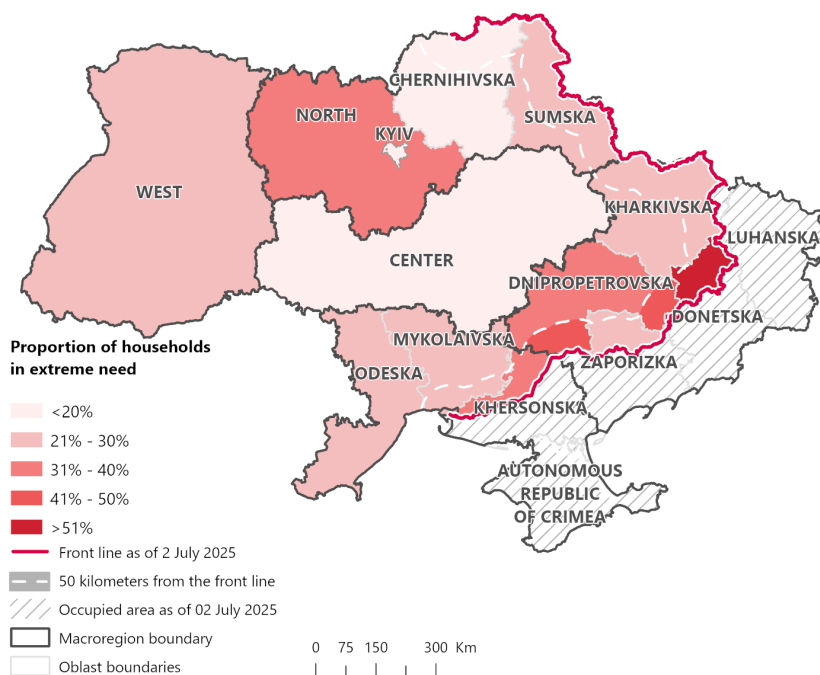 CHERNIHIVSKA
NORTH
SUMSKA
KYIV
WEST
KHARKIVSKA
LUHANSKA
CENTER
DNIPROPETROVSKA
DONETSKA
MYKOLAIVSKA
ZAPORIZKA
ODESKA
KHERSONSKA
AUTONOMOUS
REPUBLIC
OF CRIMEA
Proportion of households
in extreme need
<20%
21% - 30%
31% - 40%
41% - 50%
>51%
Front line as of 2 July 2025
50 kilometers from the front line
Occupied area as of 02 July 2025
Macroregion boundary
Oblast boundaries
0 75 150 300 Km